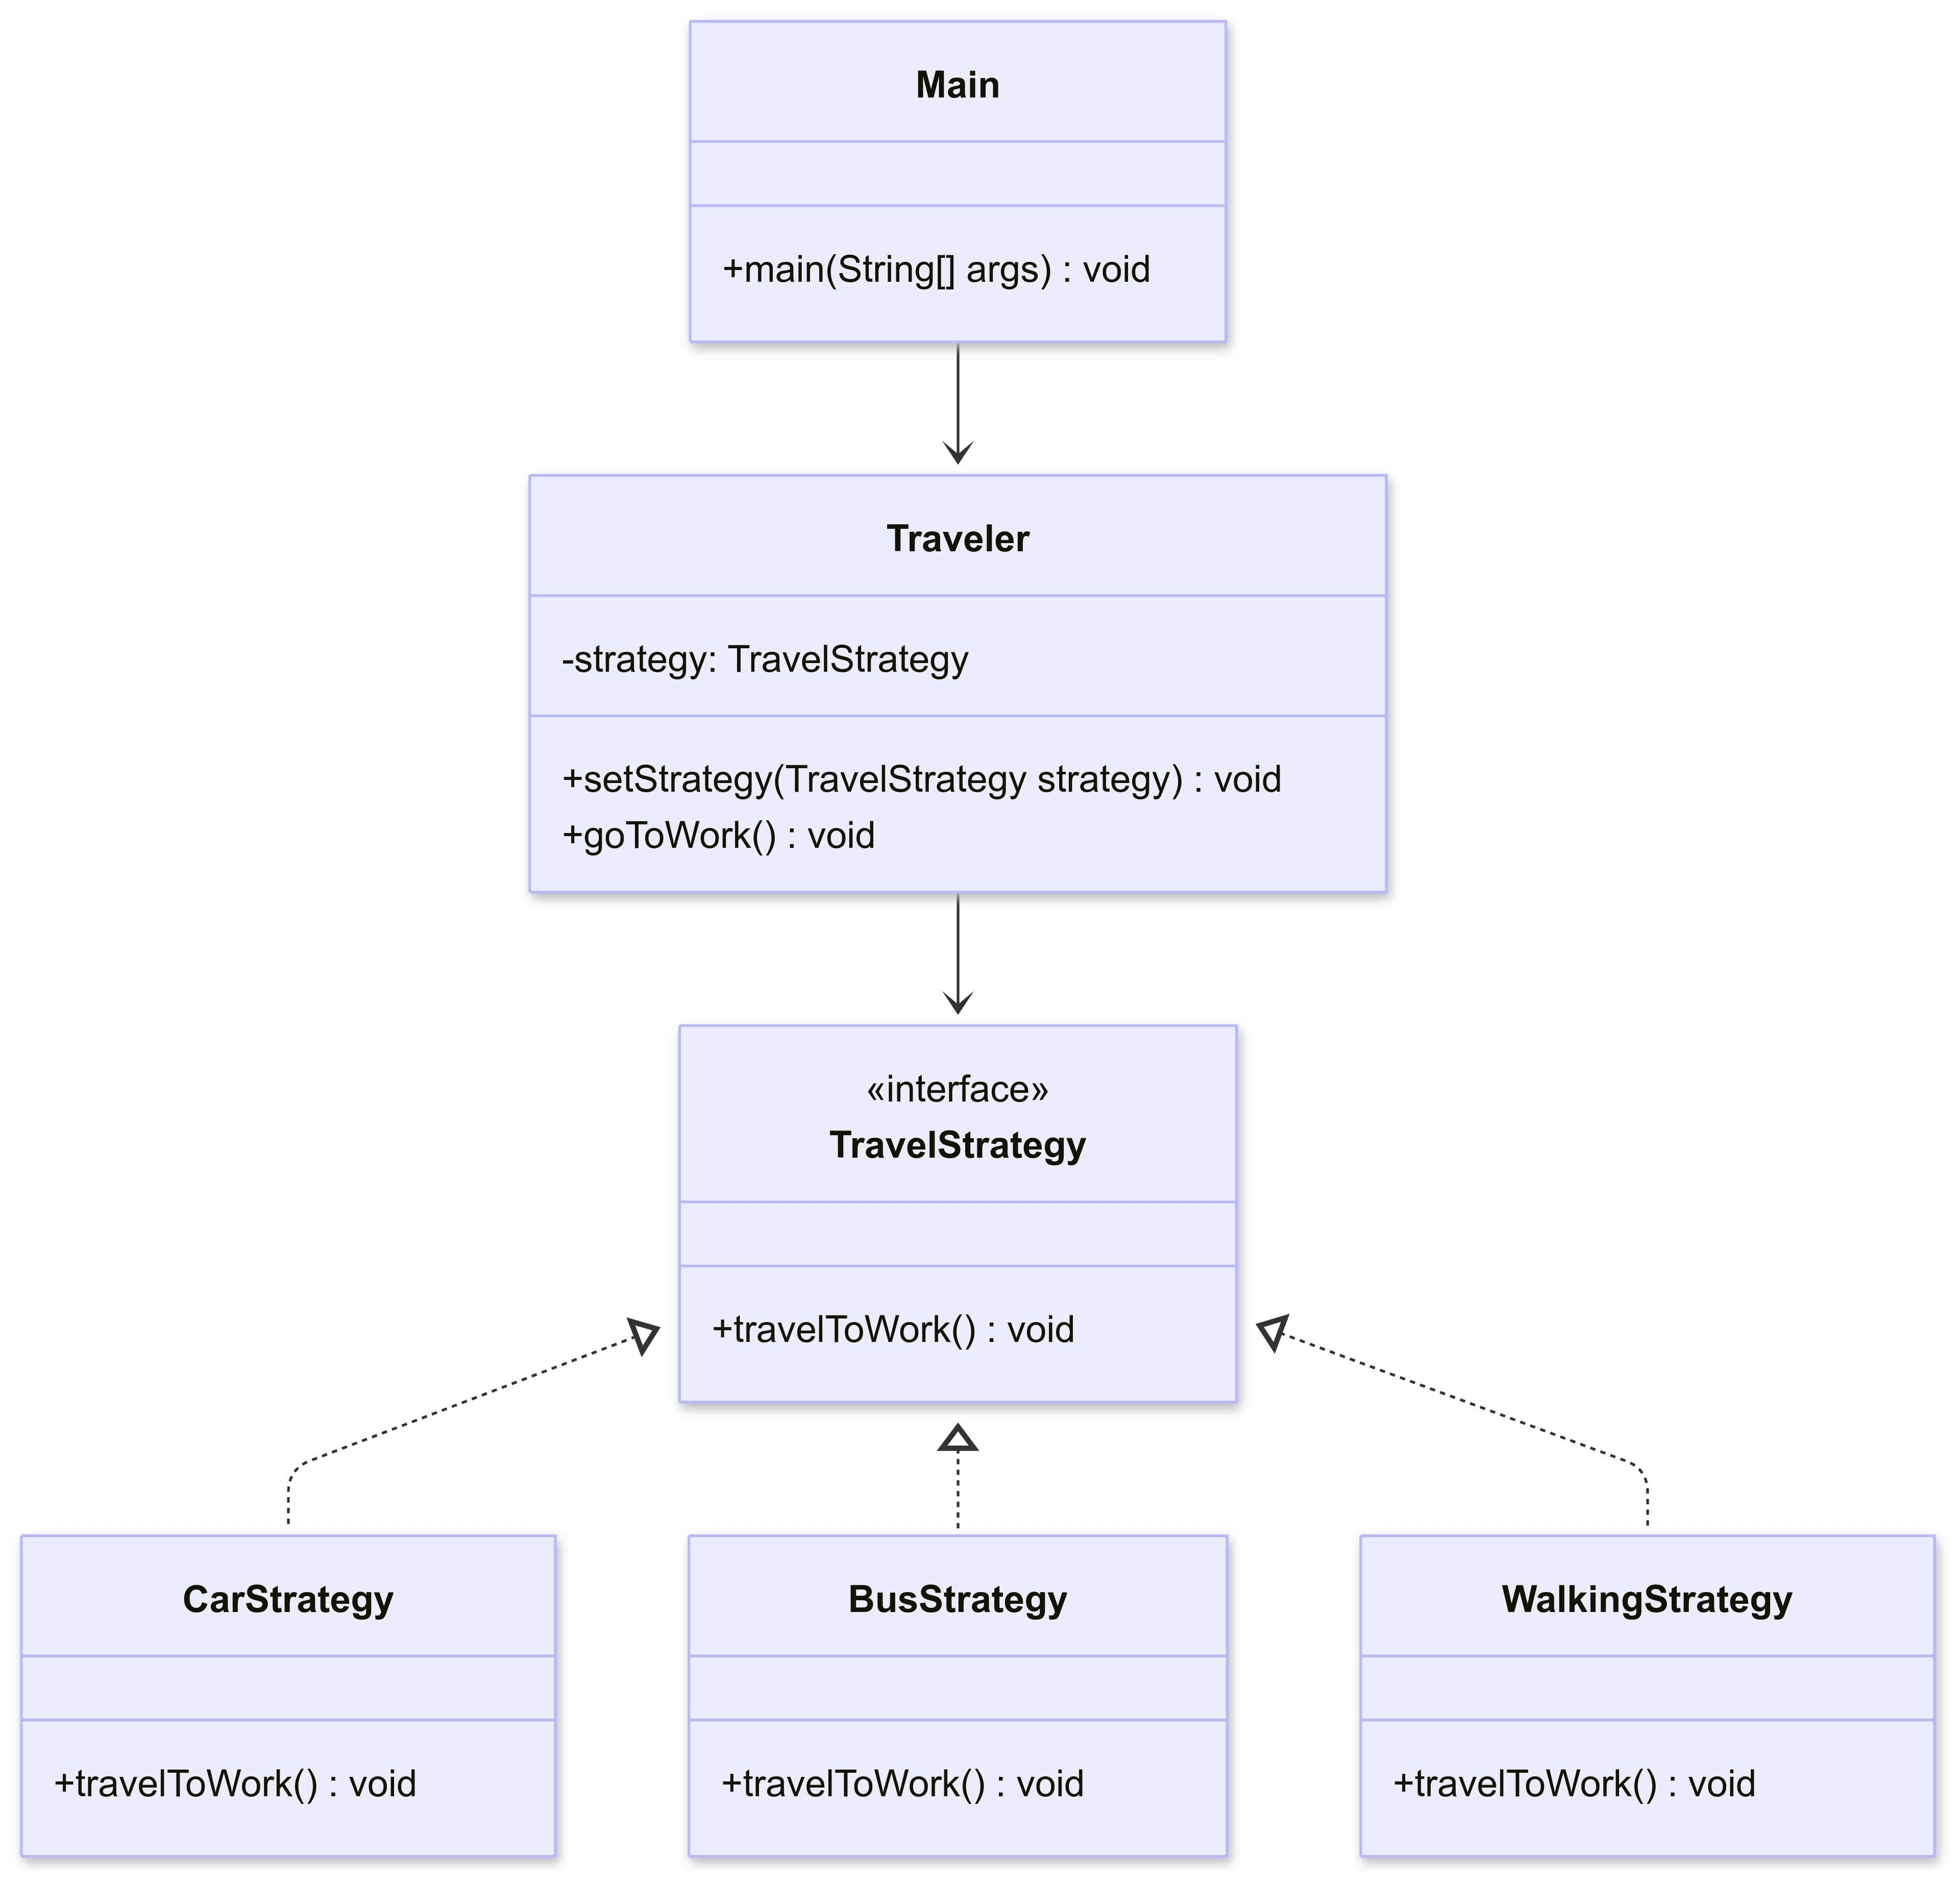 Main
+main(String[] args) : void
Traveler
-strategy: TravelStrategy
+setStrategy(TravelStrategy strategy) : void
+goToWork() : void
«interface»
TravelStrategy
+travelToWork() : void
CarStrategy
+travelToWork() : void
BusStrategy
+travelToWork() : void
WalkingStrategy
+travelToWork() : void